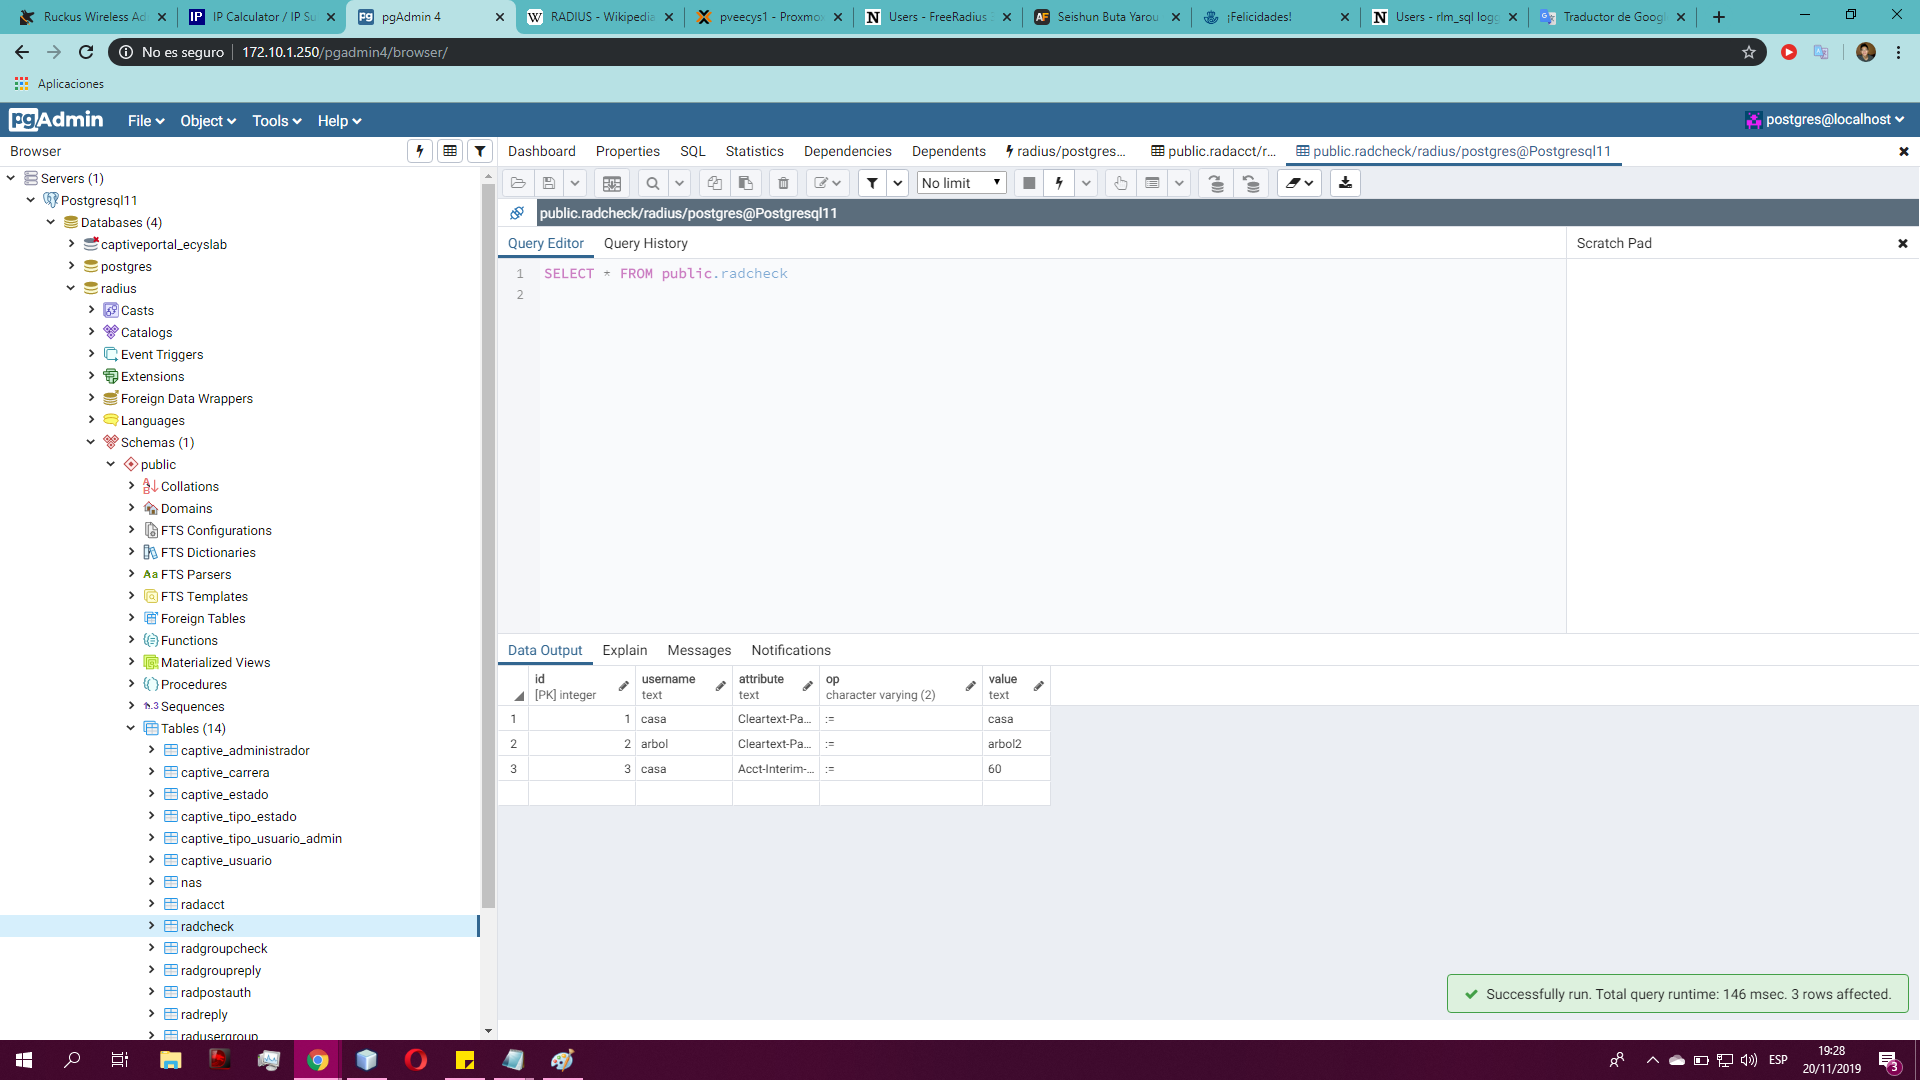 Ruckus Wireless Ad
IP Calculator / IP Su
pgAdmin 4
RADIUS - Wikipedia
pveecys1 - Proxmo
Users - FreeRadius
Seishun Buta Yarou
¡Felicidades!
Users - rlm_sql logg
Traductor de Goog
No es seguro
172.10.1.250/pgadmin4/browser/
Aplicaciones
pgAdmin
File
Object
Tools
Help
postgres@localhost
Browser
Dashboard
Properties
SQL
Statistics
Dependencies
Dependents
radius/postgres...
public.radacct/r...
public.radcheck/radius/postgres@Postgresql11
No limit
public.radcheck/radius/postgres@Postgresql11
Query Editor
Query History
Scratch Pad
1 SELECT * FROM public.radcheck
2
Servers (1)
Postgresql11
Databases (4)
captiveportal_ecyslab
postgres
radius
Casts
Catalogs
Event Triggers
Extensions
Foreign Data Wrappers
Languages
Schemas (1)
public
Collations
Domains
FTS Configurations
FTS Dictionaries
Aa FTS Parsers
FTS Templates
Foreign Tables
Functions
Materialized Views
Procedures
1..3 Sequences
Tables (14)
captive_administrador
captive_carrera
captive_estado
captive_tipo_estado
captive_tipo_usuario_admin
captive_usuario
nas
radacct
radcheck
radgroupcheck
radgroupreply
radpostauth
radreply
radusergroup
Data Output
Explain
Messages
Notifications
id
[PK] integer
username
text
attribute
text
op
character varying (2)
value
text
1 1 casa Cleartext-Pa... := casa
2 2 arbol Cleartext-Pa... := arbol2
3 3 casa Acct-Interim-... := 60
Successfully run. Total query runtime: 146 msec. 3 rows affected.
ESP
19:28
20/11/2019
3